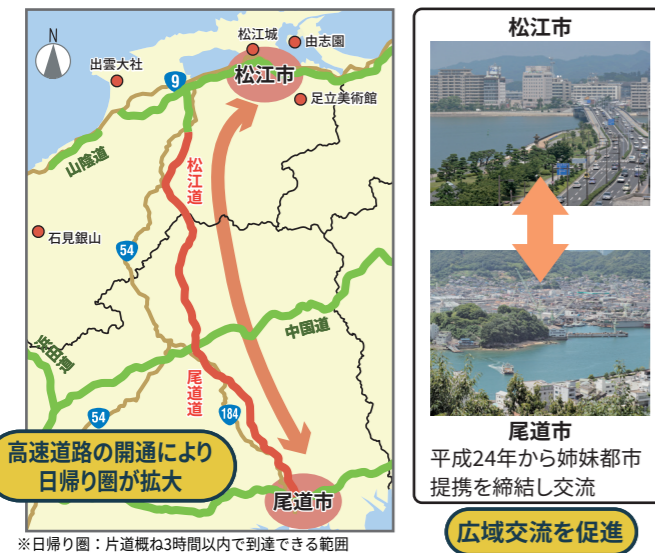 N
出雲大社
松江城
由志園
9
松江市
足立美術館
山陰道
松江道
石見銀山
54
中国道
浜田道
尾道道
54
184
高速道路の開通により
日帰り圏が拡大
尾道市
※日帰り圏：片道概ね3時間以内で到達できる範囲
松江市
尾道市
平成24年から姉妹都市
提携を締結し交流
広域交流を促進